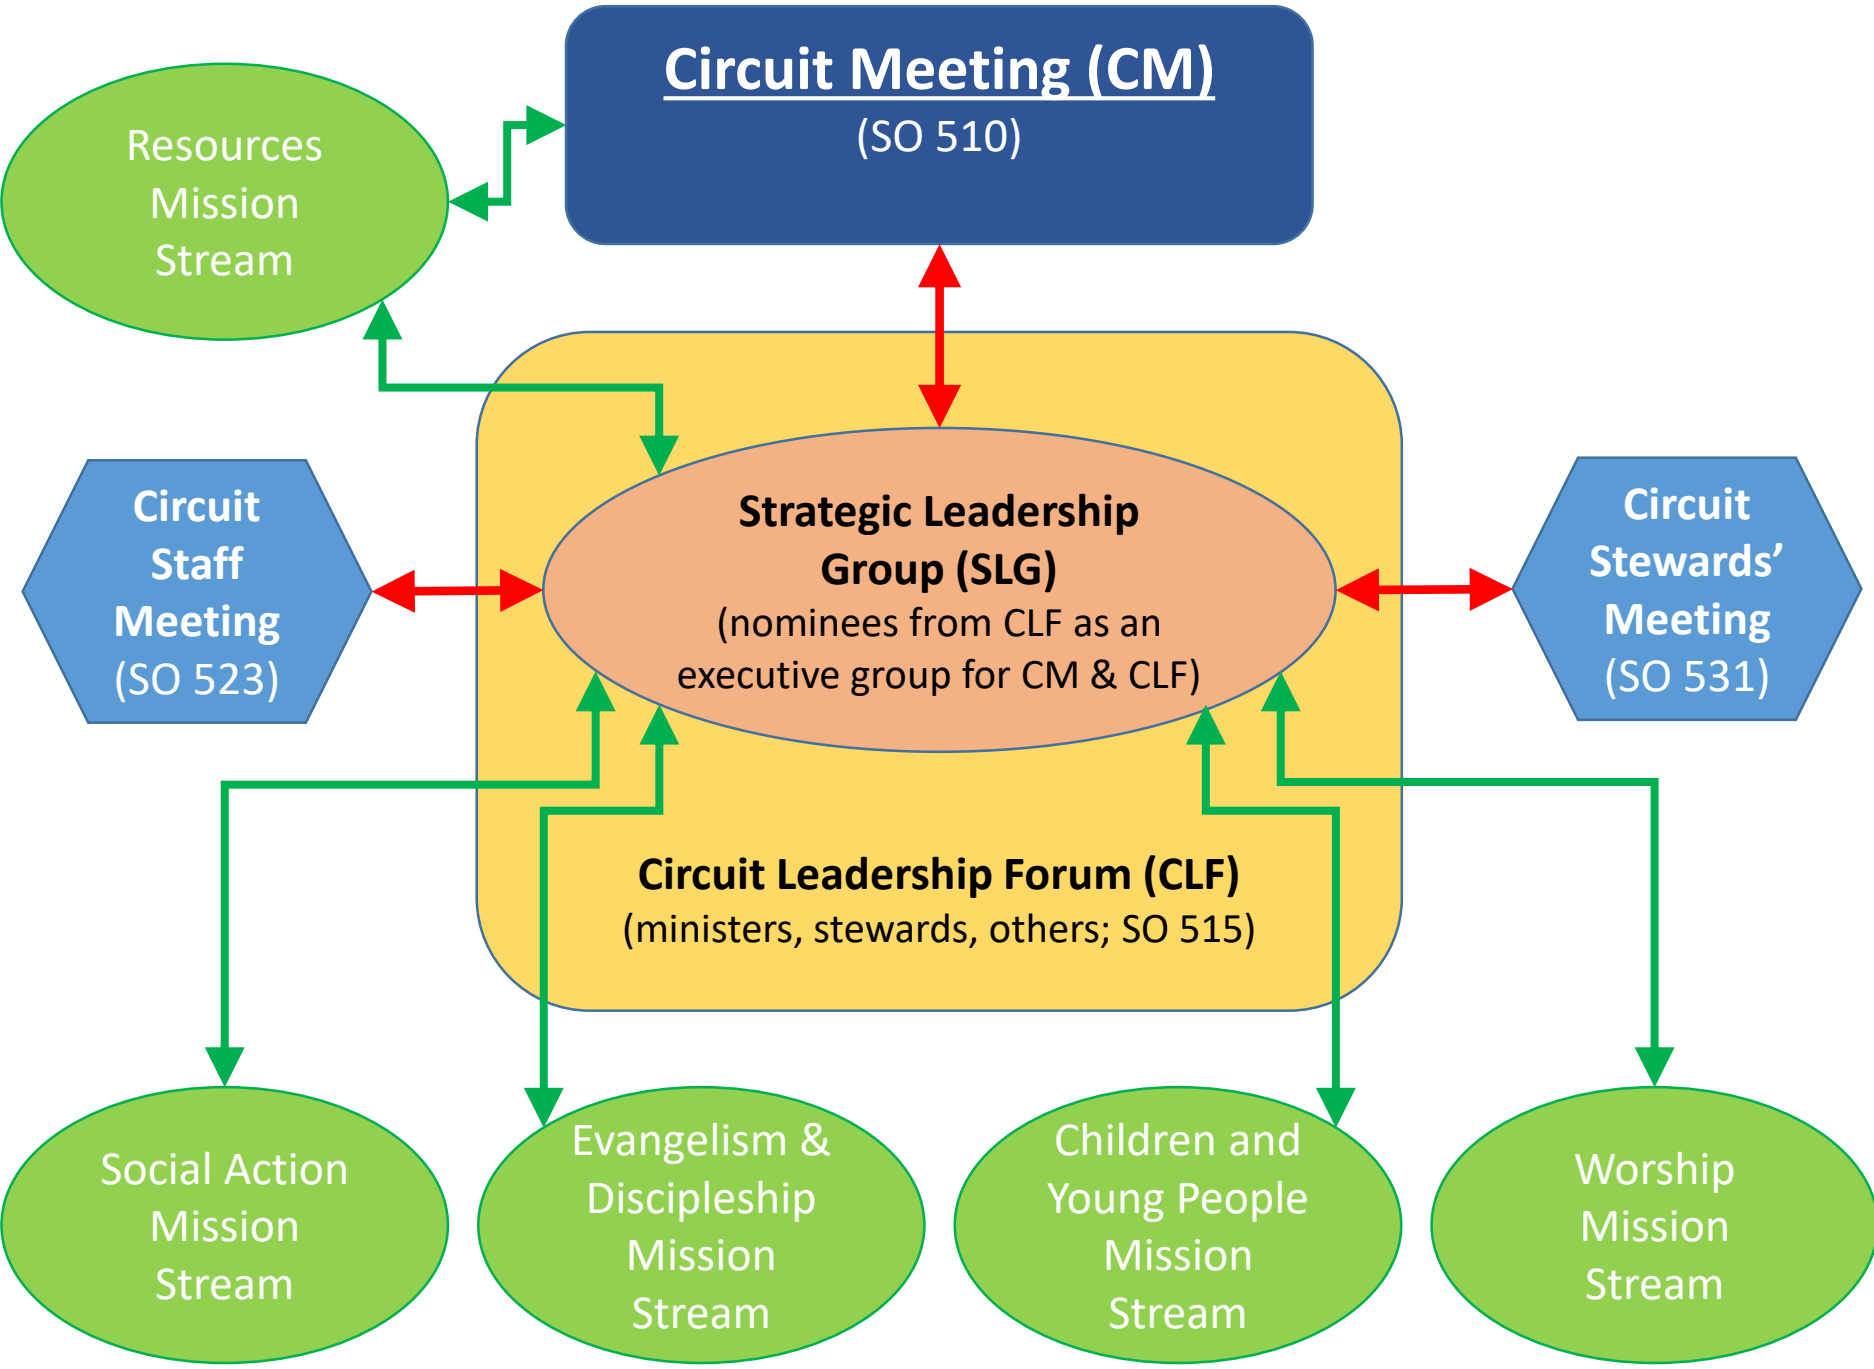 Circuit Meeting (CM)
(SO 510)
Resources
Mission
Stream
Circuit
Staff
Meeting
(SO 523)
Strategic Leadership
Group (SLG)
(nominees from CLF as an
executive group for CM & CLF)
Circuit
Stewards’
Meeting
(SO 531)
Circuit Leadership Forum (CLF)
(ministers, stewards, others; SO 515)
Social Action
Mission
Stream
Evangelism &
Discipleship
Mission
Stream
Children and
Young People
Mission
Stream
Worship
Mission
Stream